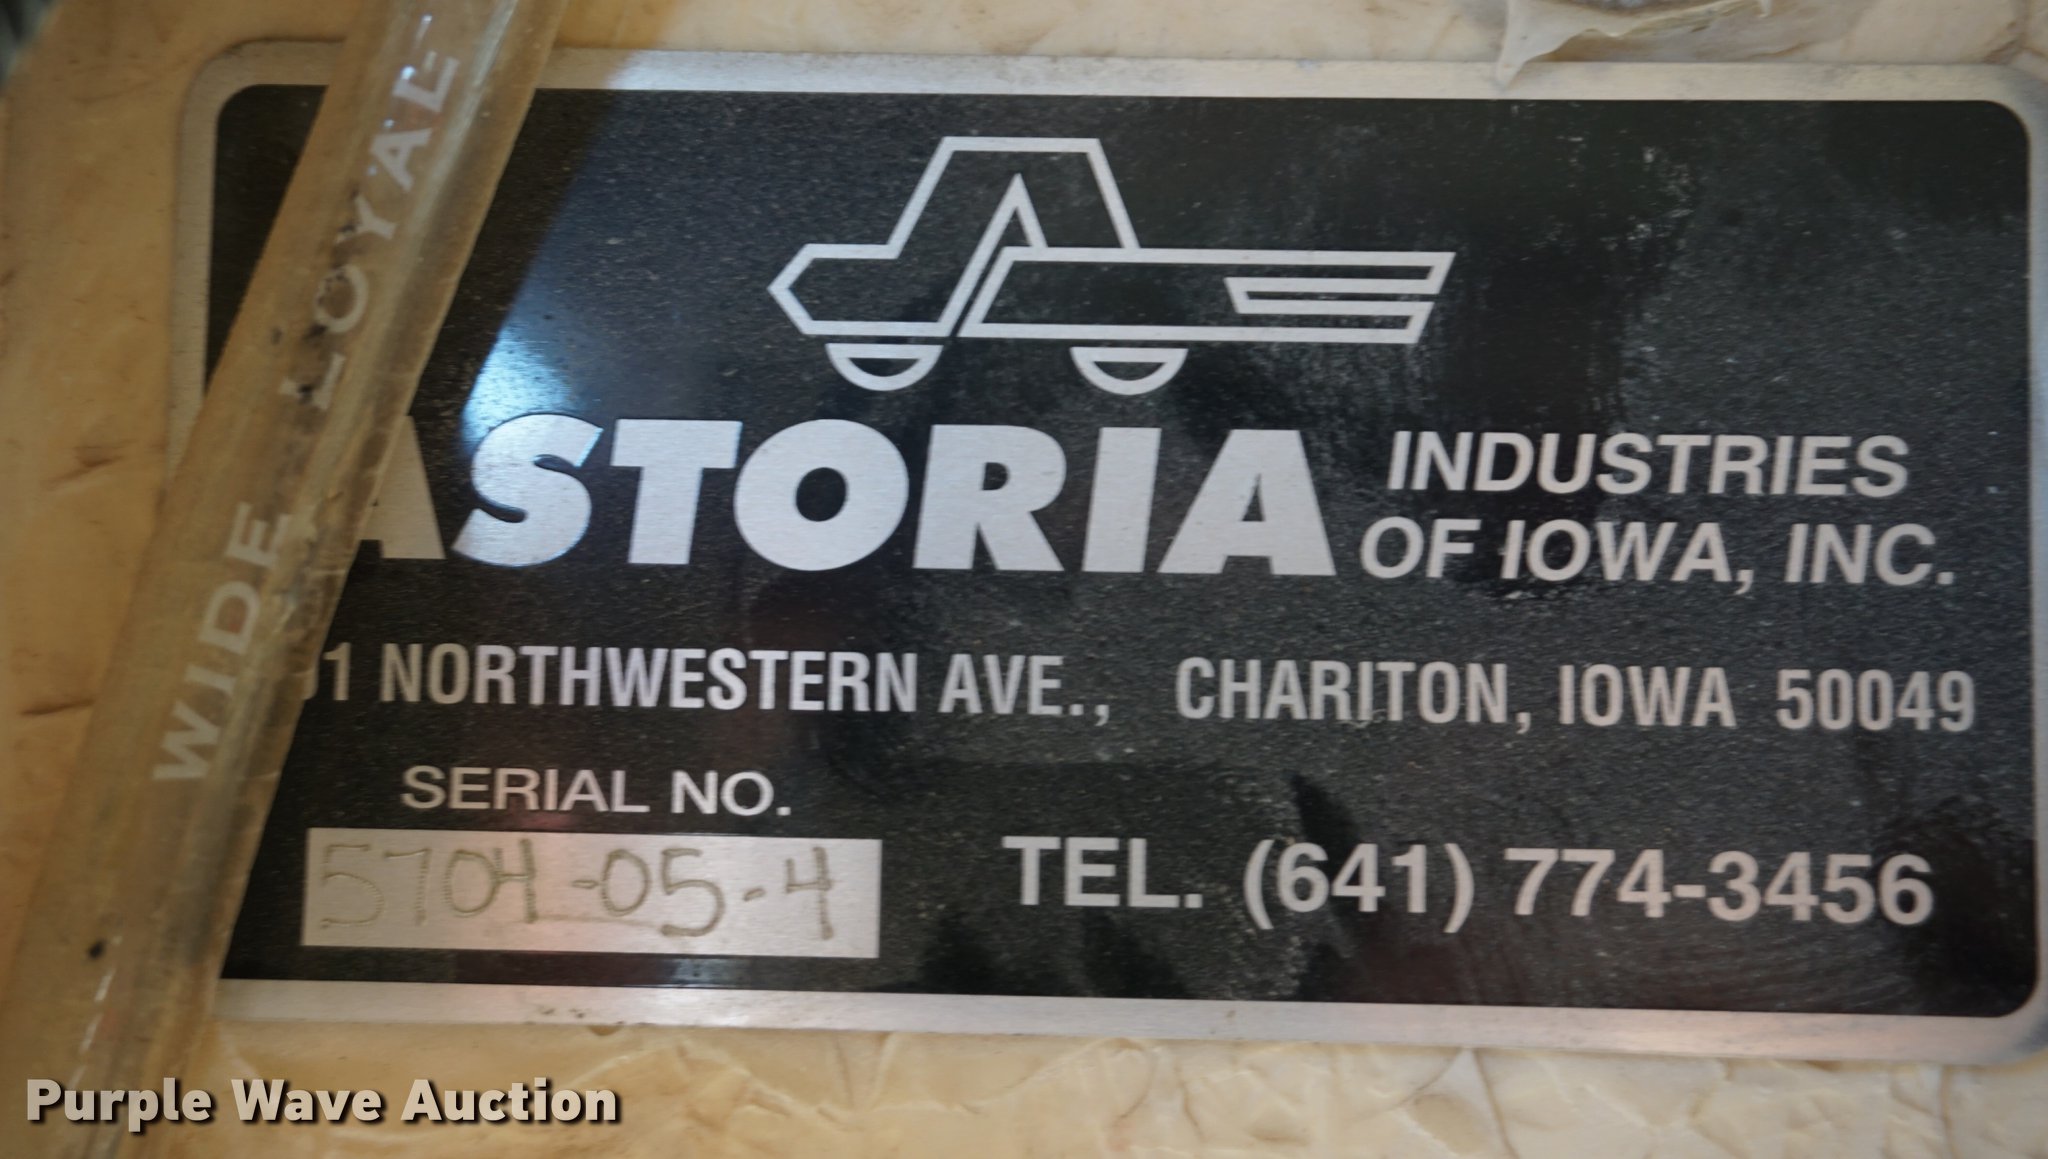 WIDE LOYAL
ASTORIA INDUSTRIES
OF IOWA, INC.
1 NORTHWESTERN AVE., CHARITON, IOWA 50049
SERIAL NO.
5704-05-4
TEL. (641) 774-3456
Purple Wave Auction